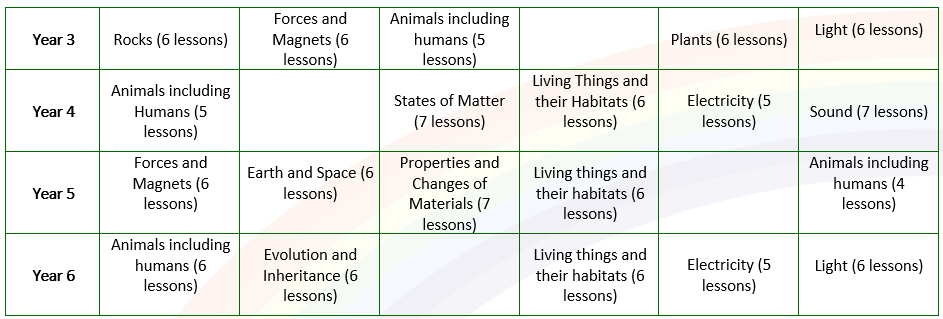 Year 3
Rocks (6 lessons)
Forces and
Magnets (6
lessons)
Animals including
humans (5
lessons)
Plants (6 lessons)
Light (6 lessons)
Year 4
Animals including
Humans (5
lessons)
States of Matter
(7 lessons)
Living Things and
their Habitats (6
lessons)
Electricity (5
lessons)
Sound (7 lessons)
Year 5
Forces and
Magnets (6
lessons)
Earth and Space (6
lessons)
Properties and
Changes of
Materials (7
lessons)
Living things and
their habitats (6
lessons)
Animals including
humans (4
lessons)
Year 6
Animals including
humans (6
lessons)
Evolution and
Inheritance (6
lessons)
Living things and
their habitats (6
lessons)
Electricity (5
lessons)
Light (6 lessons)